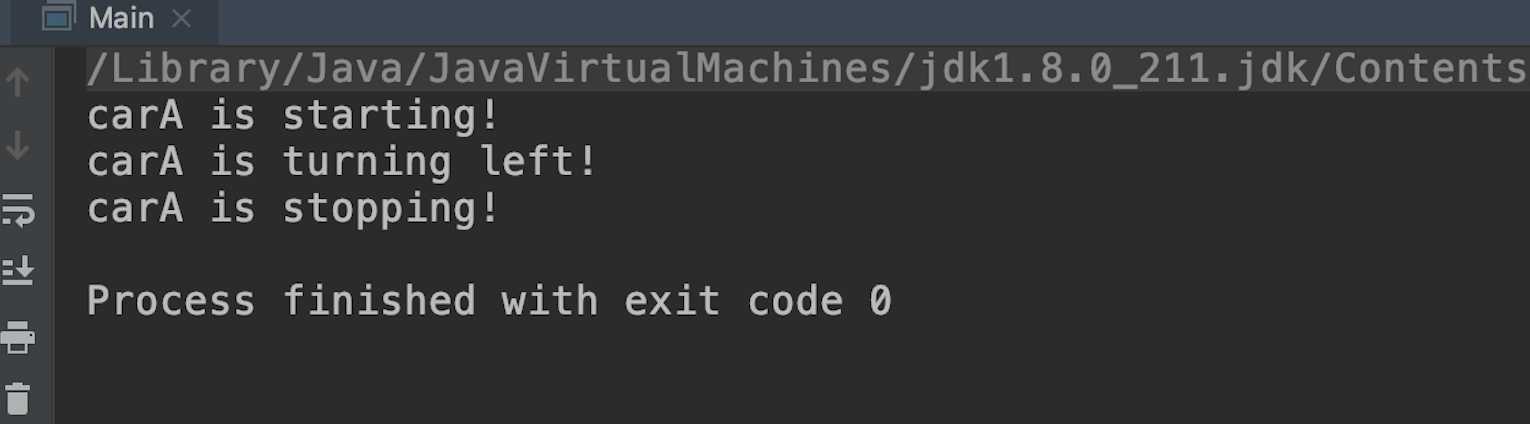 Main
/Library/Java/JavaVirtualMachines/jdk1.8.0_211.jdk/Contents
carA is starting!
carA is turning left!
carA is stopping!
Process finished with exit code 0